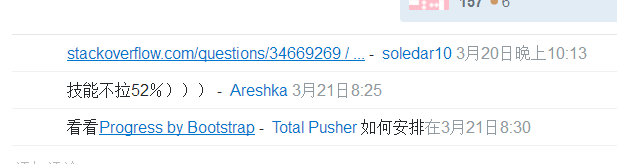 157 6
stackoverflow.com/questions/34669269 / ... - soledar10 3月20日晚上10:13
技能不拉52%））） - Areshka 3月21日8:25
看看Progress by Bootstrap - Total Pusher 如何安排在3月21日8:30